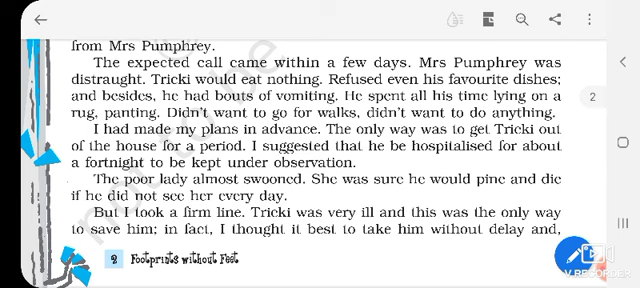 from Mrs Pumphrey.
The expected call came within a few days. Mrs Pumphrey was
distraught. Tricki would eat nothing. Refused even his favourite dishes;
and besides, he had bouts of vomiting. He spent all his time lying on a
rug, panting. Didn't want to go for walks, didn't want to do anything.
I had made my plans in advance. The only way was to get Tricki out
of the house for a period. I suggested that he be hospitalised for about
a fortnight to be kept under observation.
The poor lady almost swooned. She was sure he would pine and die
if he did not see her every day.
But I took a firm line. Tricki was very ill and this was the only way
to save him; in fact, I thought it best to take him without delay and,
2
8 Footprints without Feet
V RECORDER